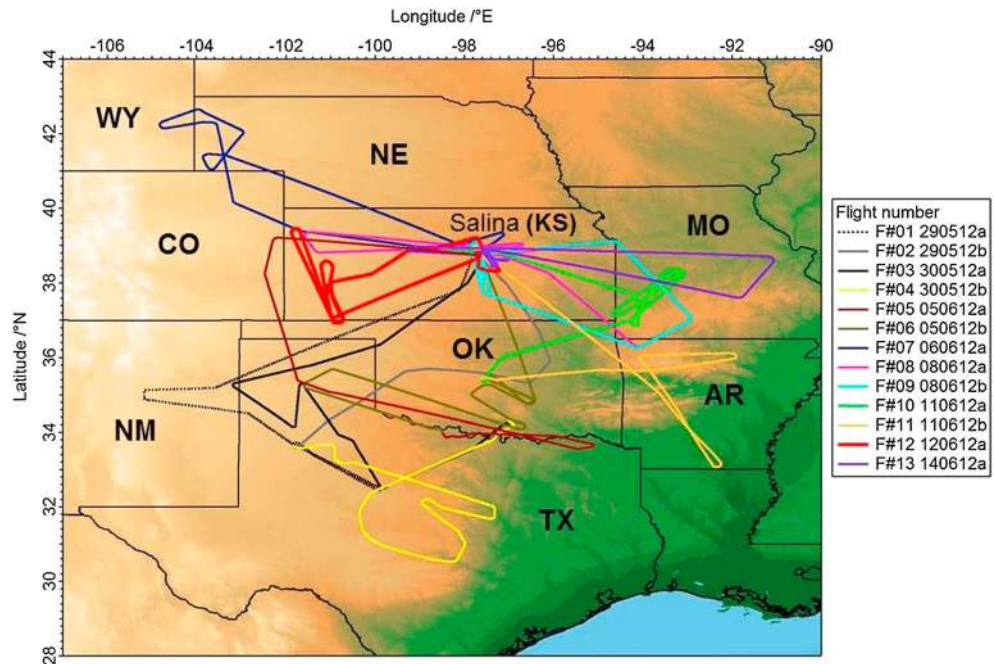 Longitude /°E
-106 -104 -102 -100 -98 -96 -94 -92 -90
44
WY
42
NE
40
Salina (KS)
MO
CO
38
Latitude /°N
36
OK
AR
NM
34
32
TX
30
28
Flight number
F#01 290512a
F#02 290512b
F#03 300512a
F#04 300512b
F#05 050612a
F#06 050612b
F#07 060612a
F#08 080612a
F#09 080612b
F#10 110612a
F#11 110612b
F#12 120612a
F#13 140612a